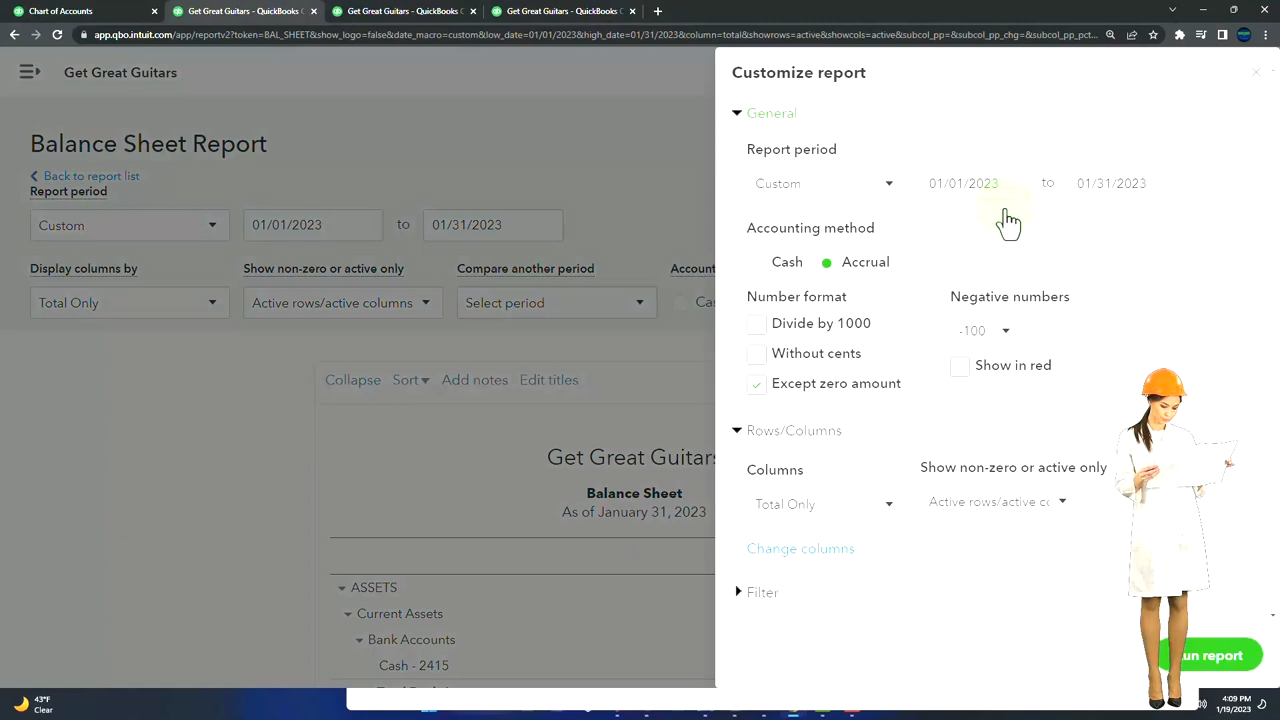 Chart of Accounts
Get Great Guitars - QuickBooks C
Get Great Guitars - QuickBooks C
Get Great Guitars - QuickBooks C
app.qbo.intuit.com/app/reportv2?token=BAL_SHEET&show_logo=false&date_macro=custom&low_date=01/01/2023&high_date=01/31/2023&column=total&showrows=active&showcols=active&subcol_pp=&subcol_pp_chg=&subcol_pp_pct...
Get Great Guitars
Balance Sheet Report
Back to report list
Report period
Custom
01/01/2023
to
01/31/2023
Display columns by
Show non-zero or active only
Compare another period
Account
Total Only
Active rows/active columns
Select period
Cas
Collapse
Sort
Add notes
Edit titles
Get Great Guitars
Balance Sheet
As of January 31, 2023
ASSETS
Current Assets
Bank Accounts
Cash - 2415
Customize report
General
Report period
Custom
01/01/2023
to
01/31/2023
Accounting method
Cash
Accrual
Number format
Negative numbers
Divide by 1000
-100
Without cents
Show in red
Except zero amount
Rows/Columns
Columns
Show non-zero or active only
Total Only
Active rows/active co
Change columns
Filter
un report
43°F
Clear
4:09 PM
1/9/2023